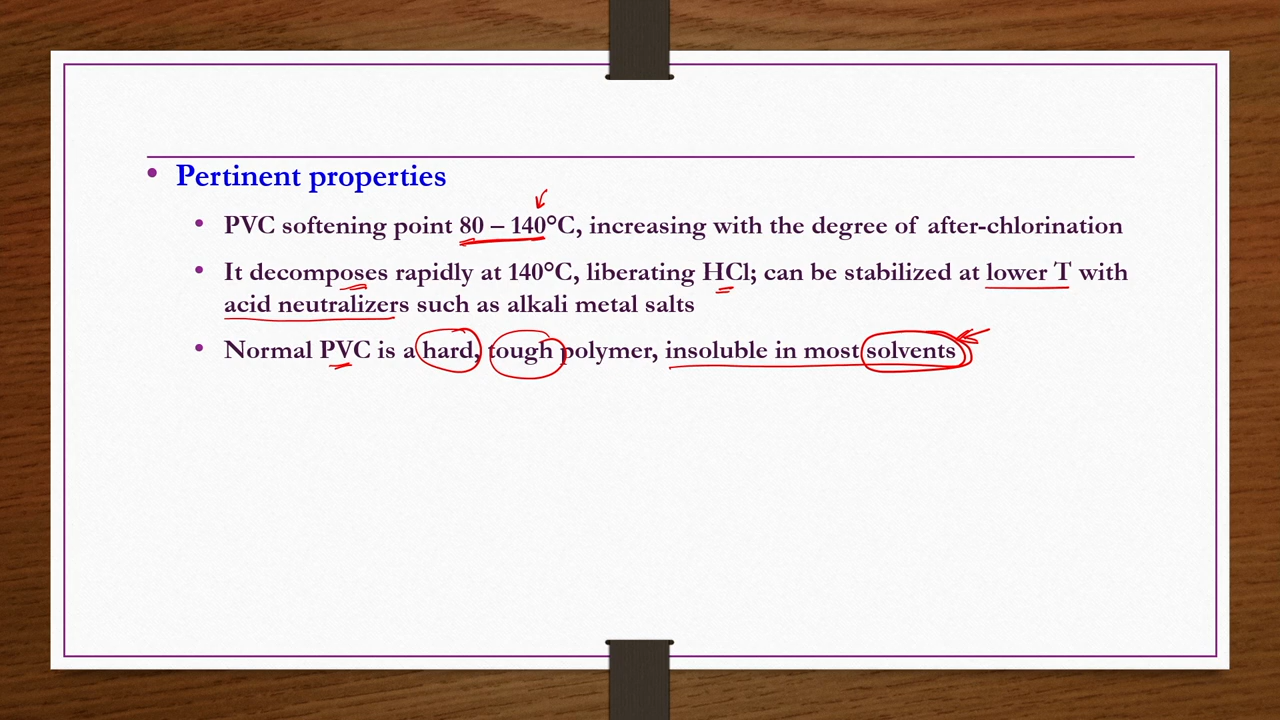 • Pertinent properties
• PVC softening point 80 – 140°C, increasing with the degree of after-chlorination
• It decomposes rapidly at 140°C, liberating HCl; can be stabilized at lower T with
acid neutralizers such as alkali metal salts
• Normal PVC is a hard, tough polymer, insoluble in most solvents